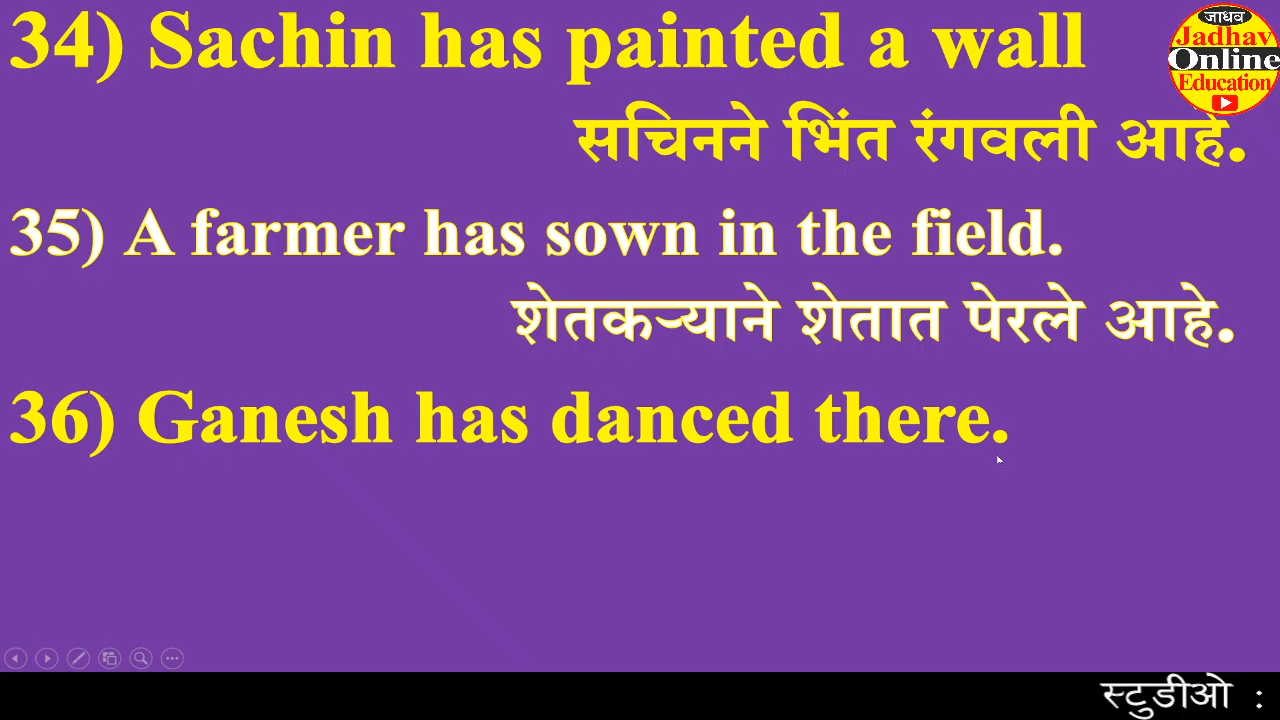 34) Sachin has painted a wall
सचिनने भिंत रंगवली आहे.
35) A farmer has sown in the field.
शेतकऱ्याने शेतात पेरले आहे.
36) Ganesh has danced there.
जाधव
Jadhav
Online
Education
स्टुडीओ :